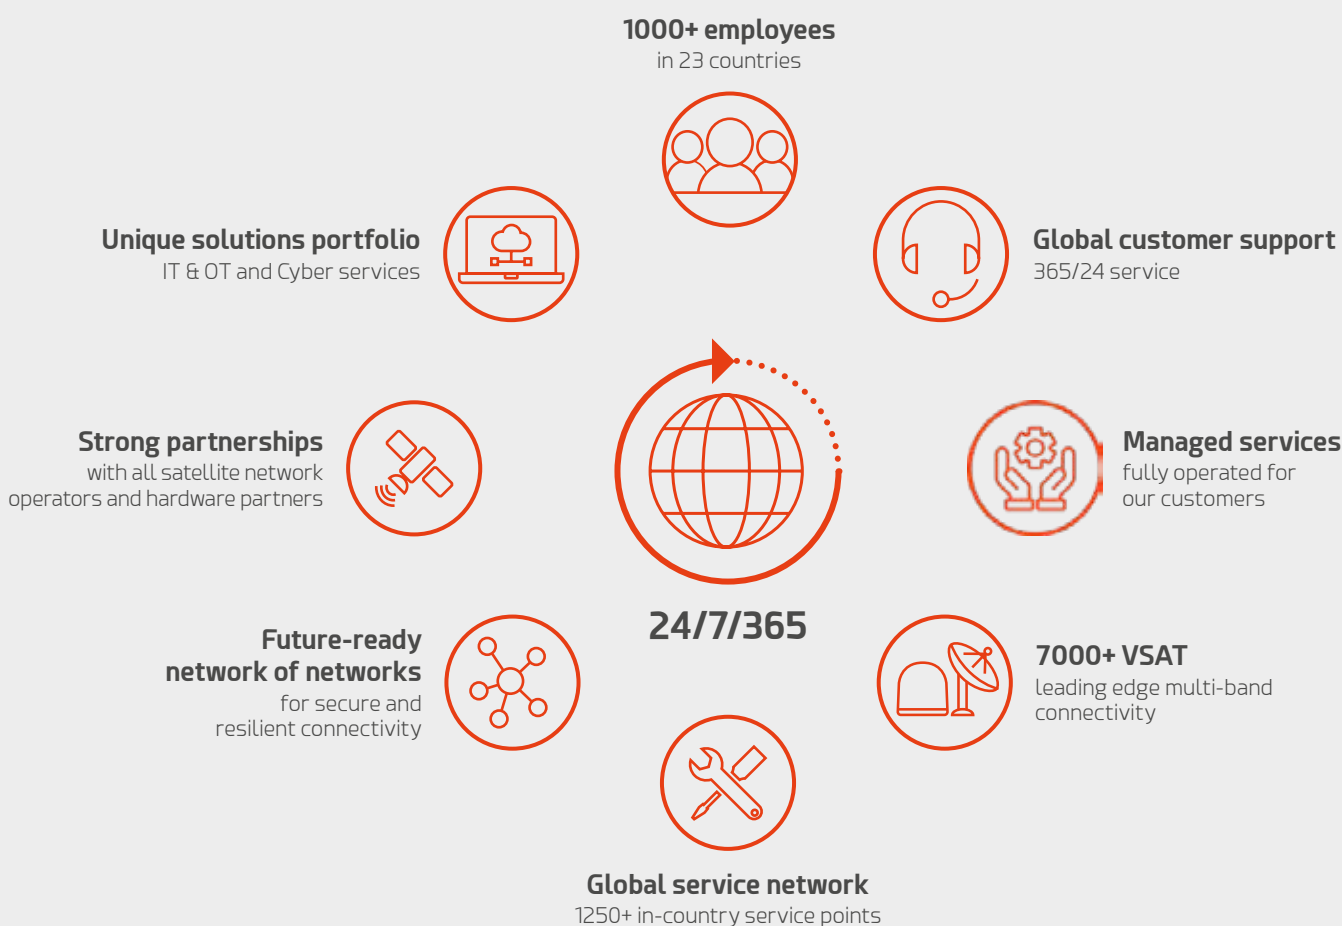 1000+ employees
in 23 countries
Unique solutions portfolio
IT & OT and Cyber services
Global customer support
365/24 service
Strong partnerships
with all satellite network
operators and hardware partners
Managed services
fully operated for
our customers
24/7/365
Future-ready
network of networks
for secure and
resilient connectivity
7000+ VSAT
leading edge multi-band
connectivity
Global service network
1250+ in-country service points